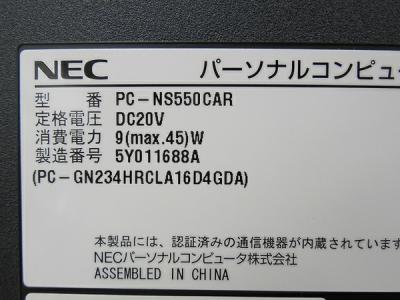 NEC パーソナルコンピュー
型 番 PC-NS550CAR
定格電圧 DC20V
消費電力 9(max.45)W
製造番号 5Y011688A
(PC-GN234HRCLA16D4GDA)
本製品には、認証済みの通信機器が内蔵されています
NECパーソナルコンピュータ株式会社
ASSEMBLED IN CHINA